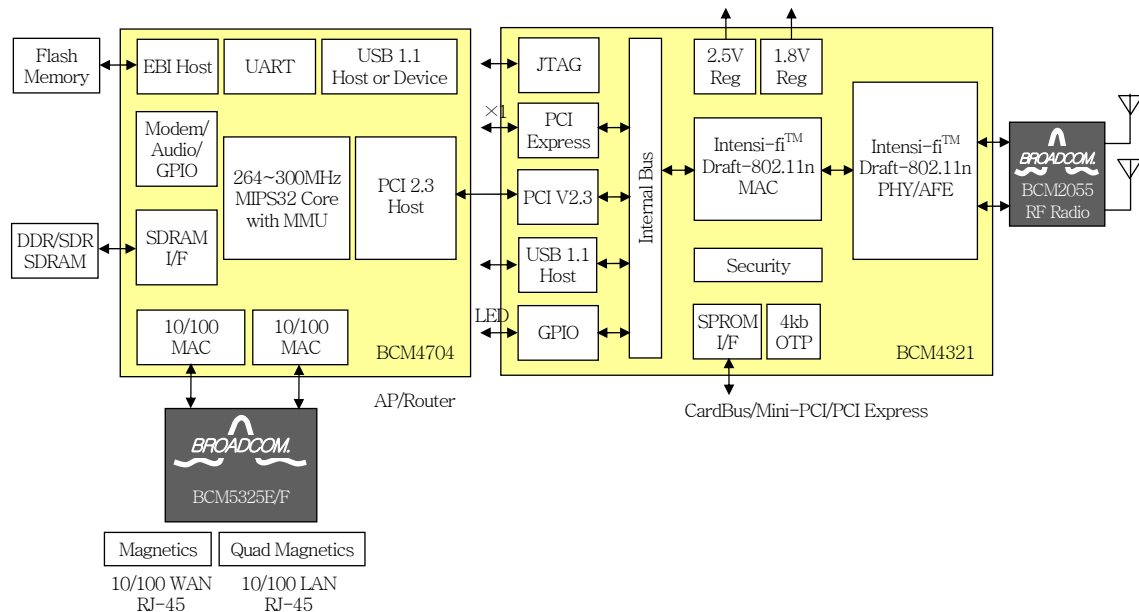 Flash
Memory
EBI Host
UART
USB 1.1
Host or Device
Modem/
Audio/
GPIO
264~300MHz
MIPS32 Core
with MMU
PCI 2.3
Host
DDR/SDR
SDRAM
SDRAM
I/F
10/100
MAC
10/100
MAC
BCM4704
AP/Router
BROADCOM.
BCM5325E/F
Magnetics
Quad Magnetics
10/100 WAN
RJ-45
10/100 LAN
RJ-45
JTAG
×1
PCI
Express
PCI V2.3
USB 1.1
Host
LED
GPIO
Internal Bus
2.5V
Reg
1.8V
Reg
Intensi-fi™
Draft-802.11n
MAC
Intensi-fi™
Draft-802.11n
PHY/AFE
Security
SPROM
I/F
4kb
OTP
BCM4321
CardBus/Mini-PCI/PCI Express
BROADCOM.
BCM2055
RF Radio